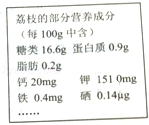 荔枝的部分营养成分
（每100g中含）
糖类 16.6g 蛋白质 0.9g
脂肪 0.2g
钙 20mg 钾 151 0mg
铁 0.4mg 硒 0.14μg
……